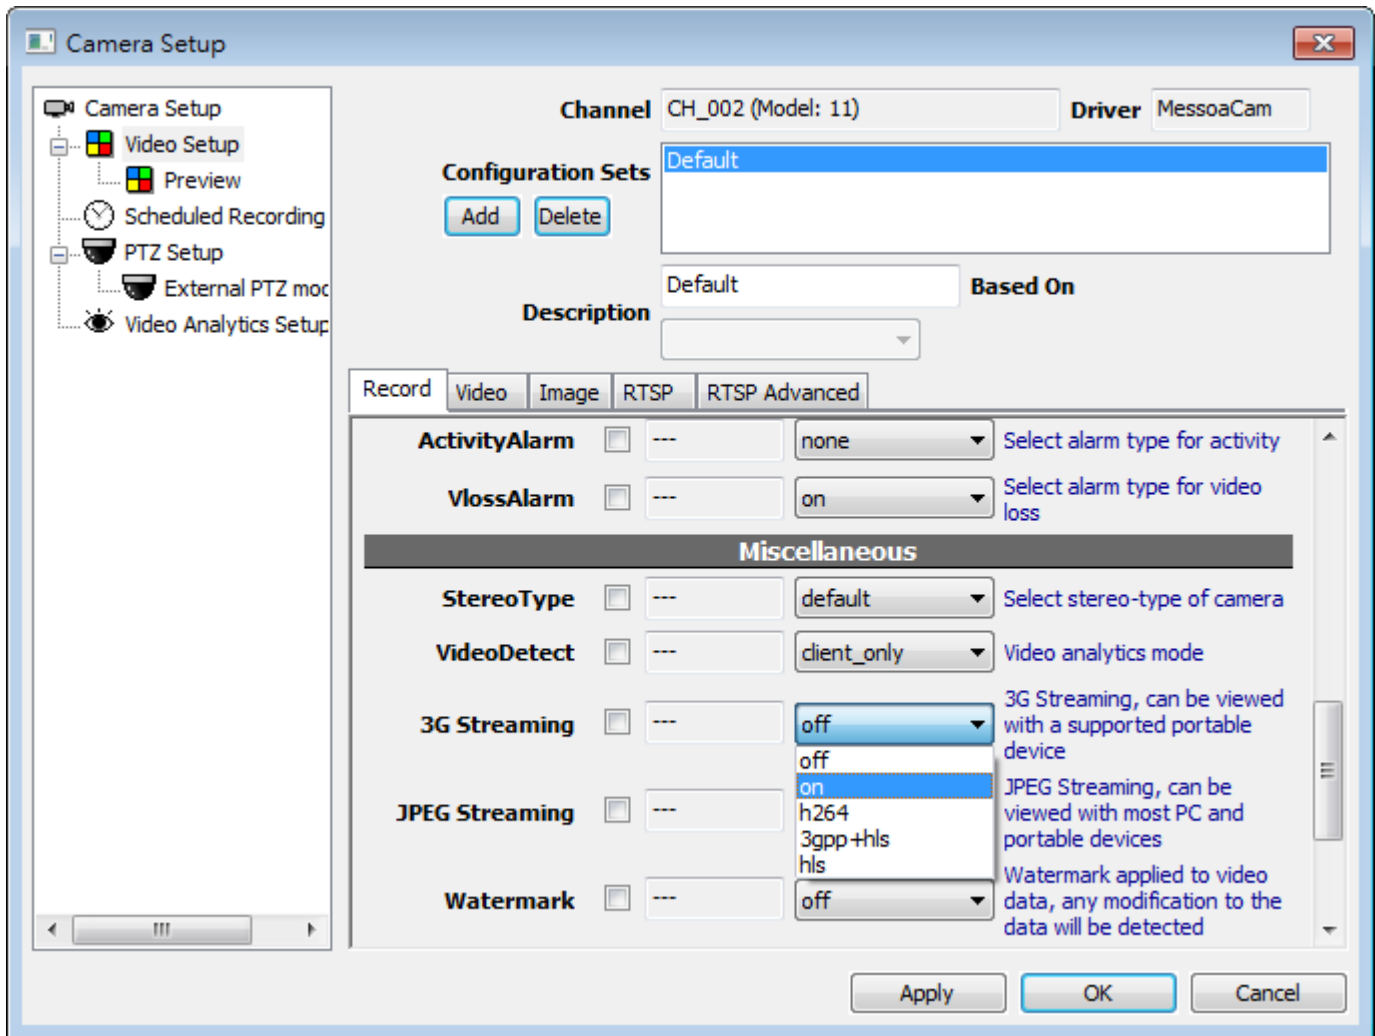 Camera Setup
Camera Setup
Video Setup
Preview
Scheduled Recording
PTZ Setup
External PTZ mod
Video Analytics Setup
Channel CH_002 (Model: 11) Driver MessoaCam
Configuration Sets Default
Add Delete
Default Based On
Description
Record Video Image RTSP RTSP Advanced
ActivityAlarm --- none Select alarm type for activity
VlossAlarm --- on Select alarm type for video
loss
Miscellaneous
StereoType --- default Select stereo-type of camera
VideoDetect --- client_only Video analytics mode
3G Streaming --- off 3G Streaming, can be viewed
with a supported portable
device
off
on
h264
3gpp+hls
hls
JPEG Streaming --- JPEG Streaming, can be
viewed with most PC and
portable devices
Watermark --- off Watermark applied to video
data, any modification to the
data will be detected
Apply OK Cancel